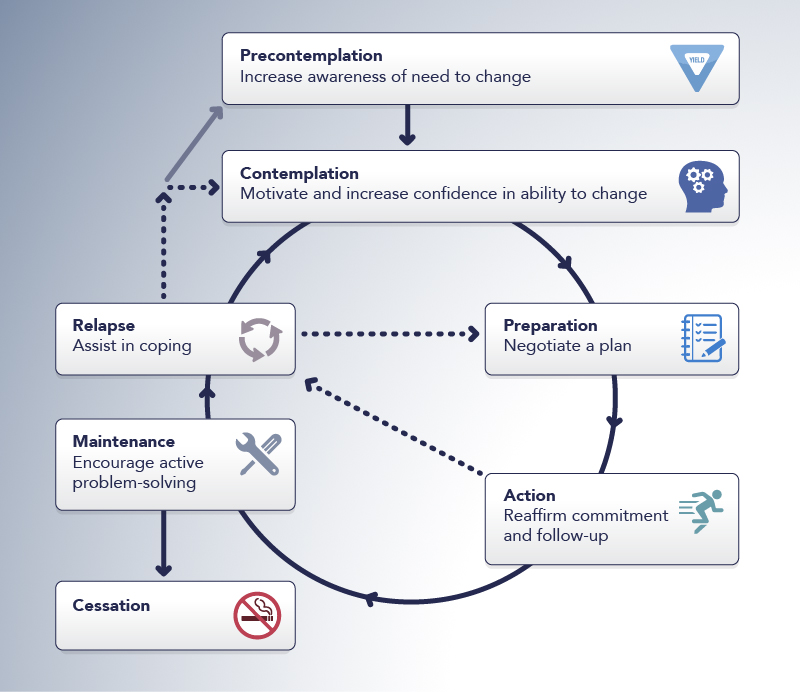 Precontemplation
Increase awareness of need to change
YIELD
Contemplation
Motivate and increase confidence in ability to change
Relapse
Assist in coping
Preparation
Negotiate a plan
Maintenance
Encourage active
problem-solving
Action
Reaffirm commitment
and follow-up
Cessation